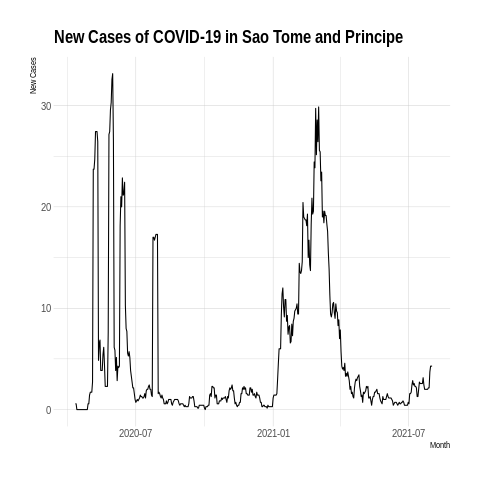 New Cases of COVID-19 in Sao Tome and Principe
New Cases
30
20
10
0
2020-07
2021-01
2021-07
Month